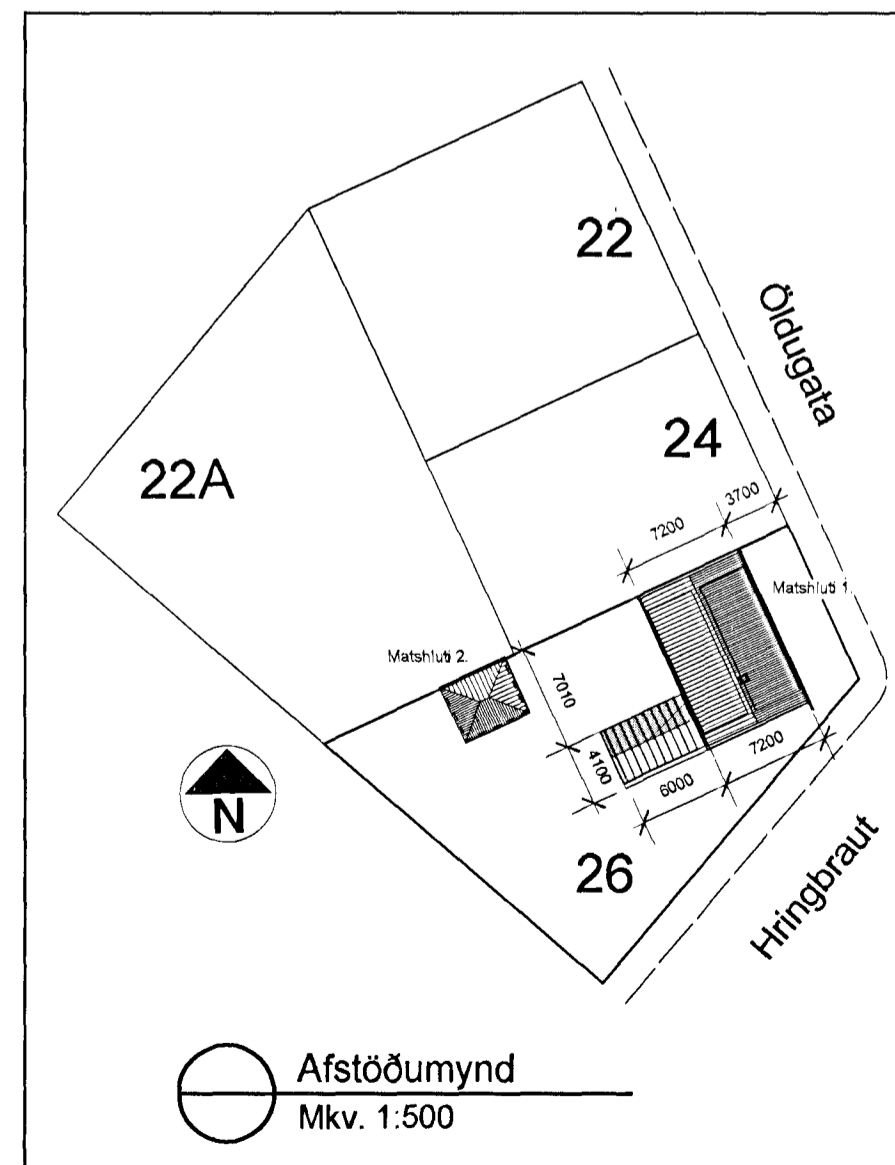 22
Öldugata
24
22A
3700
7200
Matshluti 1.
Matshluti 2.
7010
4100
7200
6000
N
26
Hringbraut
Afstöðumynd
Mkv. 1:500